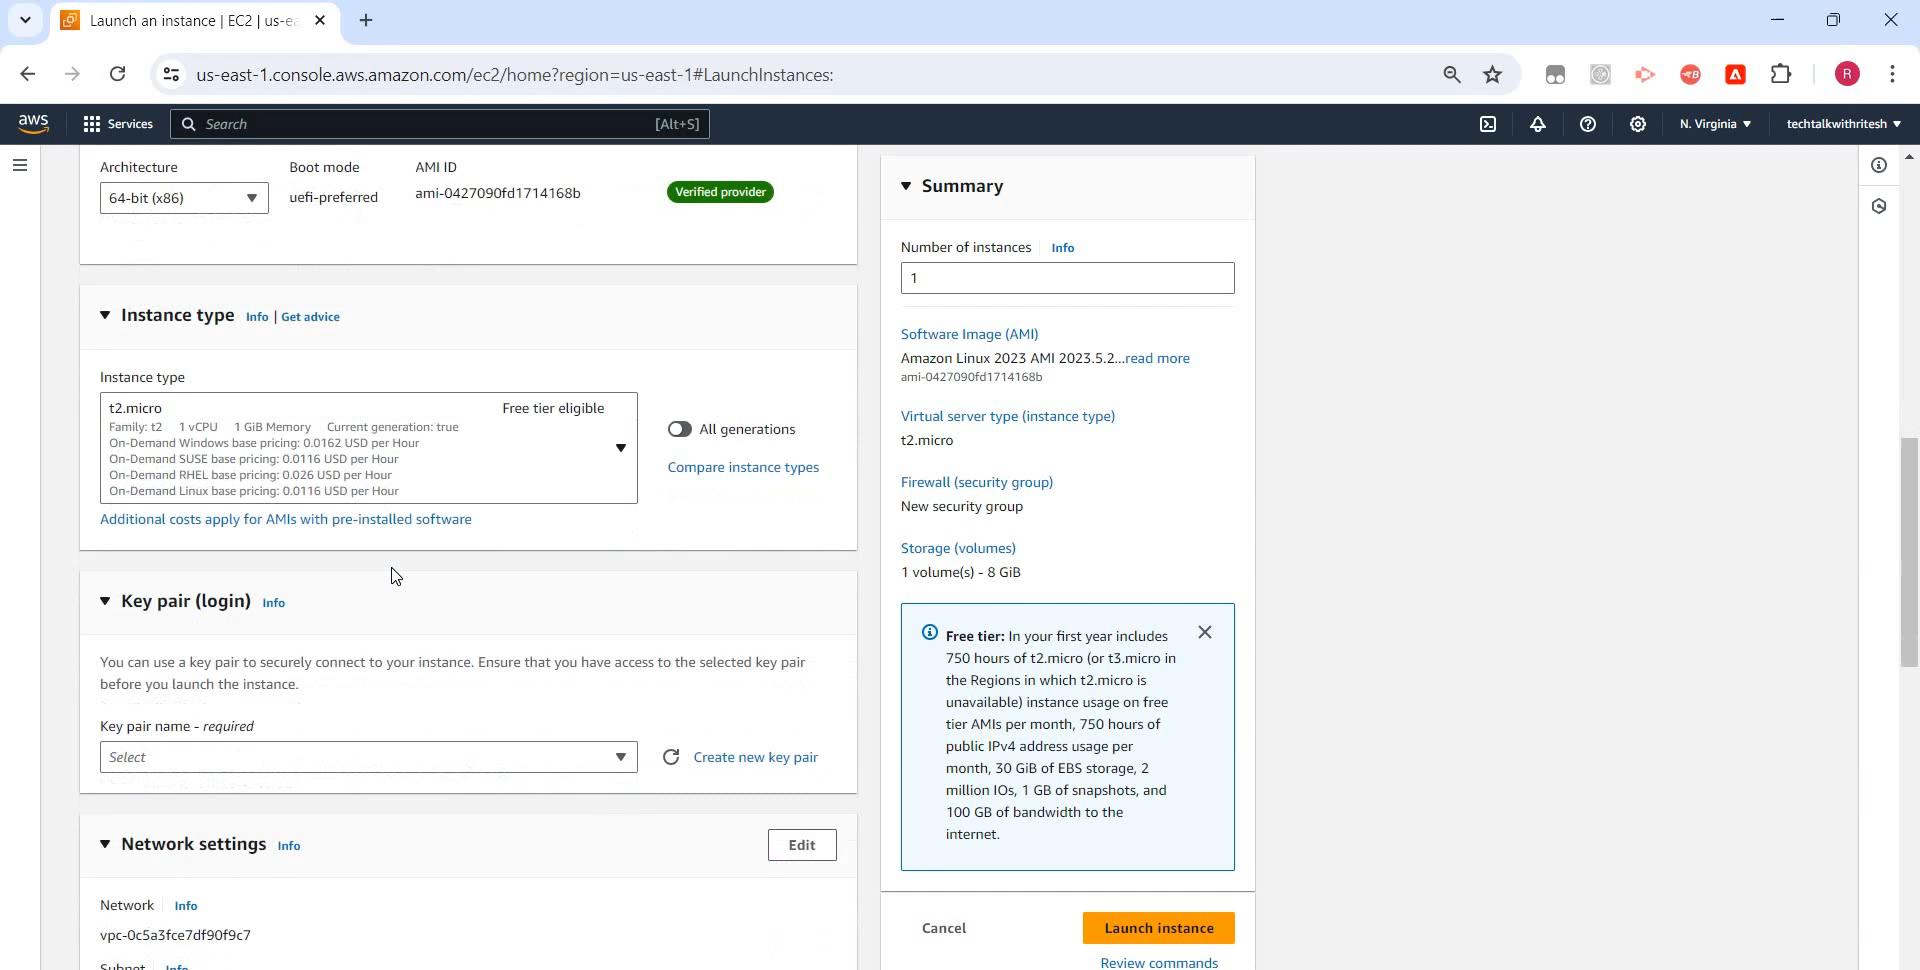 Launch an instance | EC2 | us-ea
us-east-1.console.aws.amazon.com/ec2/home?region=us-east-1#LaunchInstances:
R
aws
Services
Search
[Alt+S]
N. Virginia
techtalkwithritesh
Architecture
Boot mode
AMI ID
64-bit (x86)
uefi-preferred
ami-0427090fd1714168b
Verified provider
Instance type
Info | Get advice
Instance type
t2.micro
Free tier eligible
Family: t2 1 vCPU 1 GiB Memory Current generation: true
On-Demand Windows base pricing: 0.0162 USD per Hour
On-Demand SUSE base pricing: 0.0116 USD per Hour
On-Demand RHEL base pricing: 0.026 USD per Hour
On-Demand Linux base pricing: 0.0116 USD per Hour
All generations
Compare instance types
Additional costs apply for AMIs with pre-installed software
Key pair (login)
Info
You can use a key pair to securely connect to your instance. Ensure that you have access to the selected key pair
before you launch the instance.
Key pair name - required
Select
Create new key pair
Network settings
Info
Edit
Network
Info
vpc-0c5a3fce7df90f9c7
Subnet
Info
Summary
Number of instances
Info
1
Software Image (AMI)
Amazon Linux 2023 AMI 2023.5.2...read more
ami-0427090fd1714168b
Virtual server type (instance type)
t2.micro
Firewall (security group)
New security group
Storage (volumes)
1 volume(s) - 8 GiB
Free tier: In your first year includes
750 hours of t2.micro (or t3.micro in
the Regions in which t2.micro is
unavailable) instance usage on free
tier AMIs per month, 750 hours of
public IPv4 address usage per
month, 30 GiB of EBS storage, 2
million IOs, 1 GB of snapshots, and
100 GB of bandwidth to the
internet.
Cancel
Launch instance
Review commands